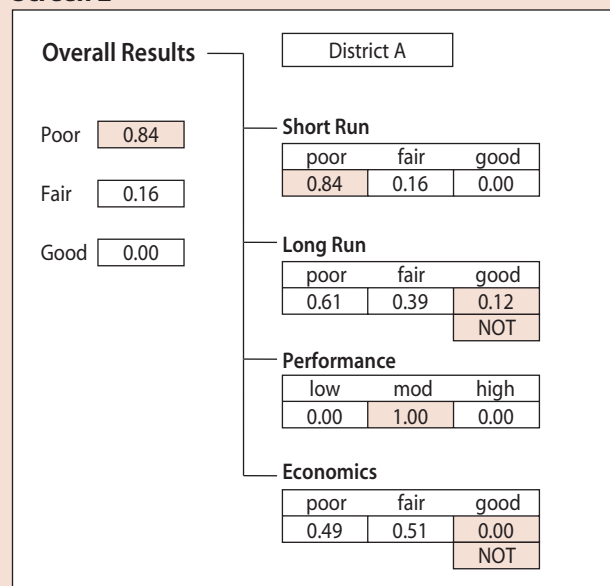 Overall Results
District A
Poor 0.84
Fair 0.16
Good 0.00
Short Run
poor fair good
0.84 0.16 0.00
Long Run
poor fair good
0.61 0.39 0.12
NOT
Performance
low mod high
0.00 1.00 0.00
Economics
poor fair good
0.49 0.51 0.00
NOT